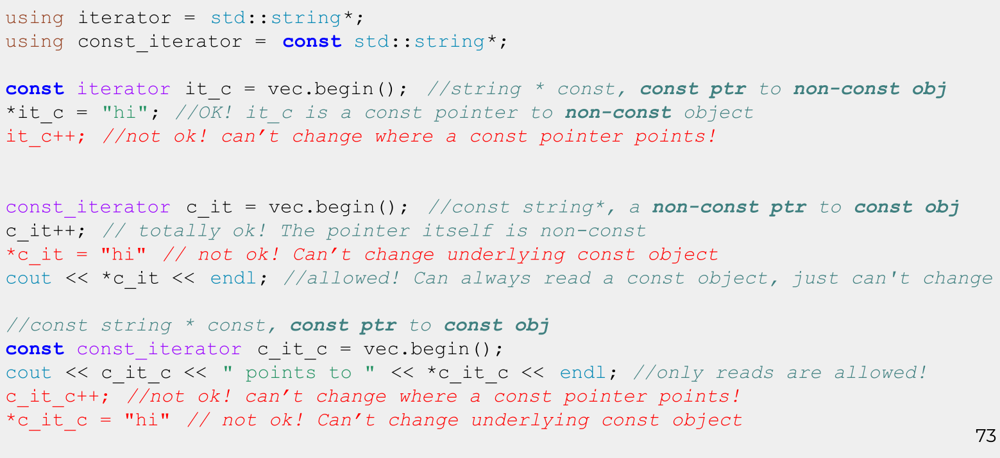 using iterator = std::string*;
using const_iterator = const std::string*;
const iterator it_c = vec.begin(); //string * const, const ptr to non-const obj
*it_c = "hi"; //OK! it_c is a const pointer to non-const object
it_c++; //not ok! can’t change where a const pointer points!
const_iterator c_it = vec.begin(); //const string*, a non-const ptr to const obj
c_it++; // totally ok! The pointer itself is non-const
*c_it = "hi" // not ok! Can’t change underlying const object
cout << *c_it << endl; //allowed! Can always read a const object, just can't change
//const string * const, const ptr to const obj
const const_iterator c_it_c = vec.begin();
cout << c_it_c << " points to " << *c_it_c << endl; //only reads are allowed!
c_it_c++; //not ok! can’t change where a const pointer points!
*c_it_c = "hi" // not ok! Can’t change underlying const object
73